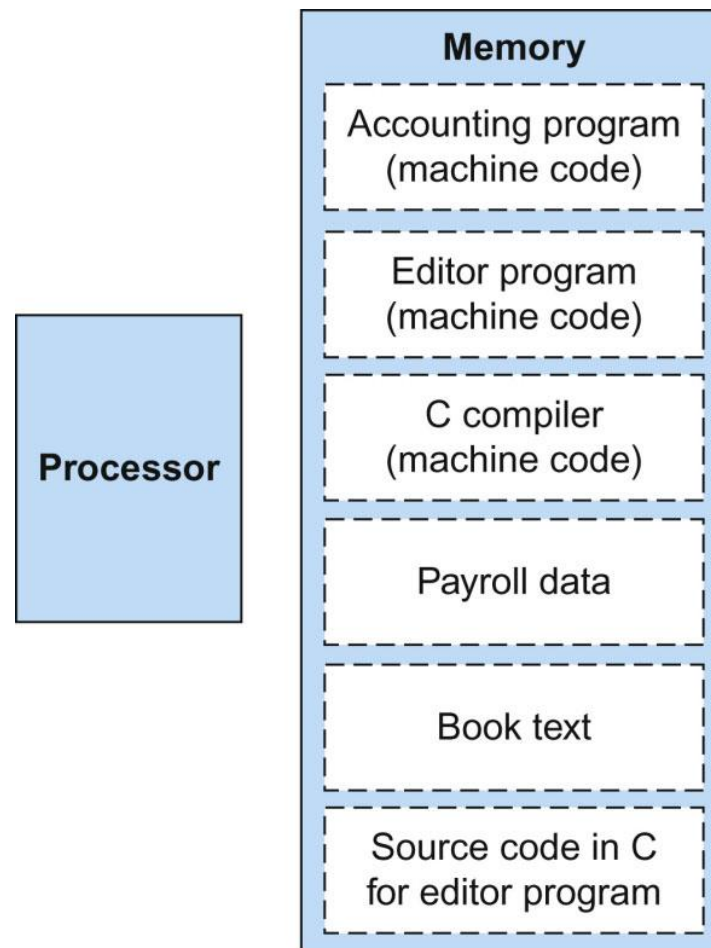 Memory
Accounting program
(machine code)
Editor program
(machine code)
Processor
C compiler
(machine code)
Payroll data
Book text
Source code in C
for editor program